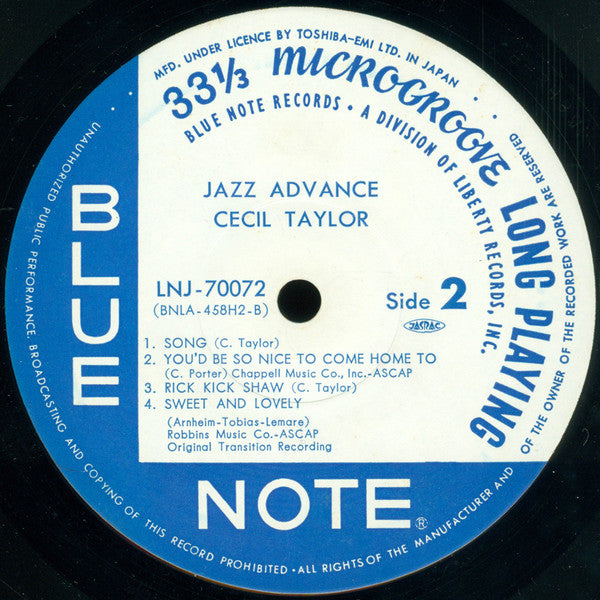 MFD. UNDER LICENCE BY TOSHIBA-EMI LTD. IN JAPAN
33 1/3 MICROGROOVE LONG PLAYING
BLUE NOTE RECORDS • A DIVISION OF LIBERTY RECORDS, INC.
JAZZ ADVANCE
CECIL TAYLOR
LNJ-70072
(BNLA-458H2-B)
Side 2
JASRAC
1. SONG (C. Taylor)
2. YOU'D BE SO NICE TO COME HOME TO
(C. Porter) Chappell Music Co., Inc.-ASCAP
3. RICK KICK SHAW (C. Taylor)
4. SWEET AND LOVELY
(Arnheim-Tobias-Lemare)
Robbins Music Co.-ASCAP
Original Transition Recording
BLUE
NOTE®
UNAUTHORIZED PUBLIC PERFORMANCE, BROADCASTING AND COPYING OF THIS RECORD PROHIBITED • ALL RIGHTS OF THE MANUFACTURER AND OF THE OWNER OF THE RECORDED WORK ARE RESERVED